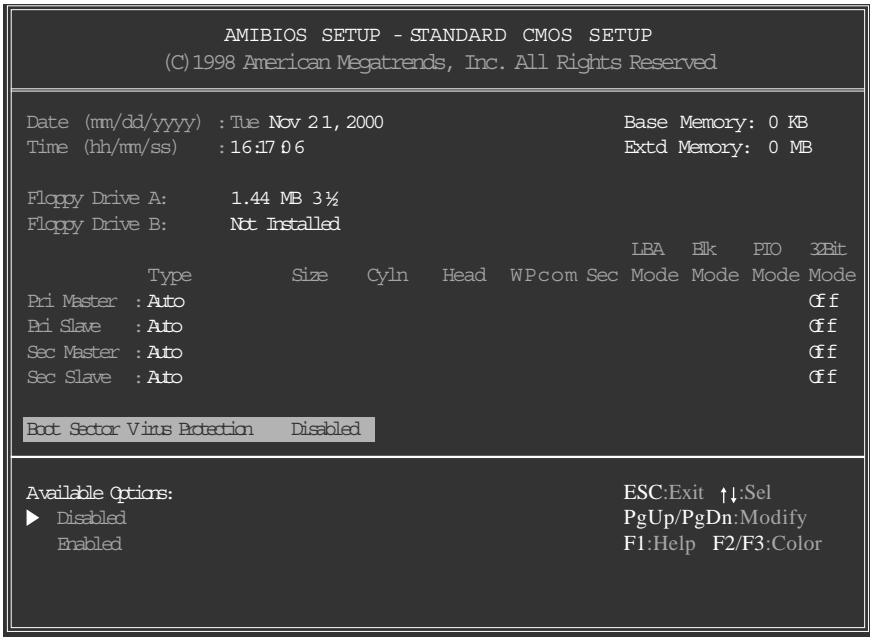 AMIBIOS SETUP - STANDARD CMOS SETUP
(C)1998 American Megatrends, Inc. All Rights Reserved
Date (mm/dd/yyyy) : Tue Nov 21, 2000 Base Memory: 0 KB
Time (hh/mm/ss) : 16:17:06 Extd Memory: 0 MB
Floppy Drive A: 1.44 MB 3½
Floppy Drive B: Not Installed
LBA Blk PIO 32Bit
Type Size Cyln Head WPcom Sec Mode Mode Mode Mode
Pri Master : Auto Off
Pri Slave : Auto Off
Sec Master : Auto Off
Sec Slave : Auto Off
Boot Sector Virus Protection Disabled
Available Options: ESC:Exit ↑↓:Sel
▶ Disabled PgUp/PgDn:Modify
Enabled F1:Help F2/F3:Color